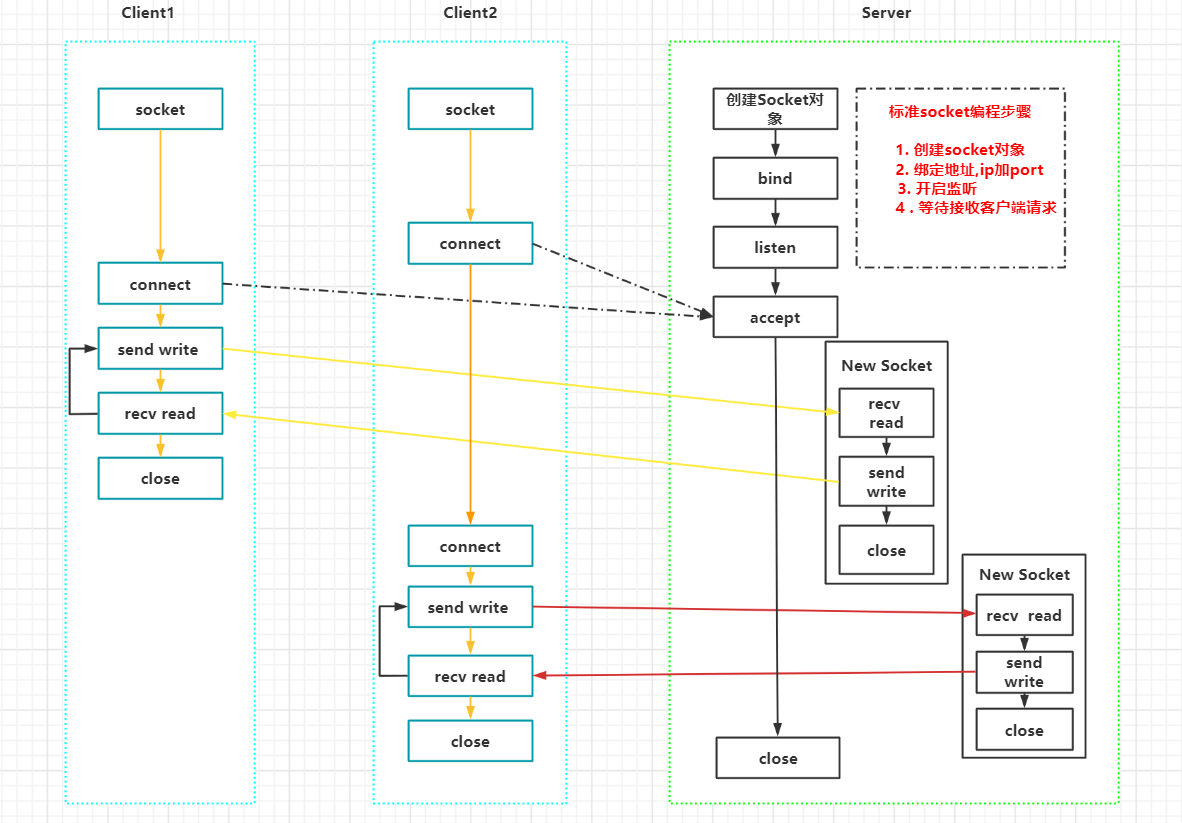 Client1
Client2
Server
socket
connect
send write
recv read
close
socket
connect
connect
send write
recv read
close
创建Socket对
象
bind
listen
accept
close
标准socket编程步骤
1. 创建socket对象
2. 绑定地址,ip加port
3. 开启监听
4 . 等待接收客户端请求
New Socket
recv
read
send
write
close
New Socket
recv  read
send
write
close